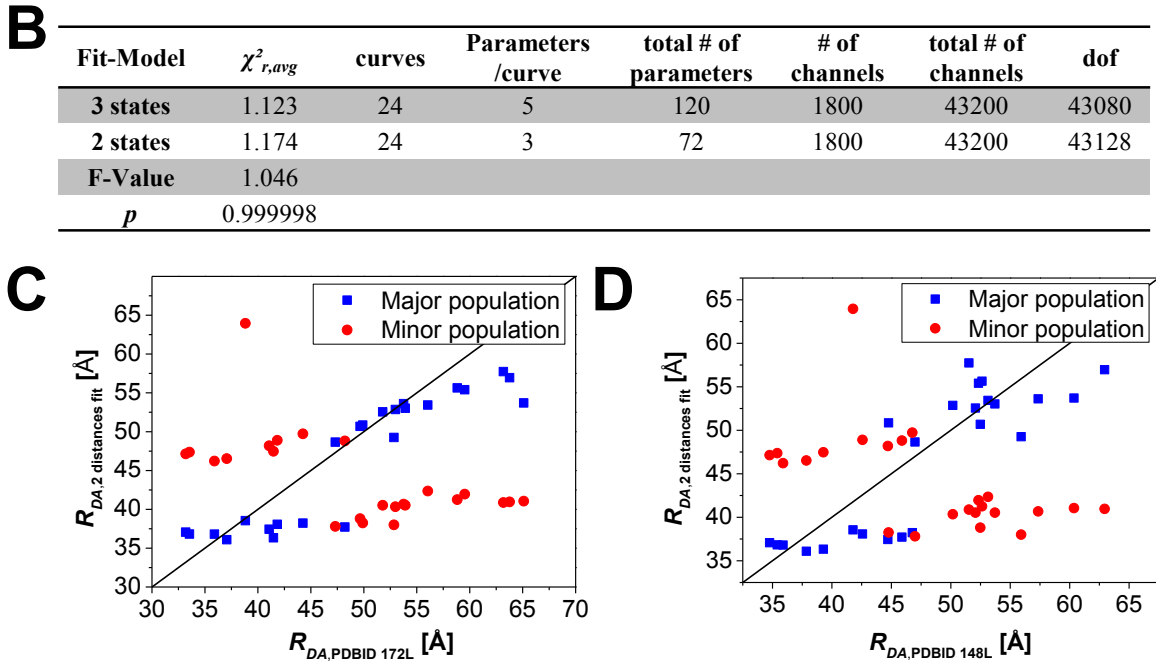 B
Fit-Model χ²r,avg curves Parameters /curve total # of parameters # of channels total # of channels dof
3 states 1.123 24 5 120 1800 43200 43080
2 states 1.174 24 3 72 1800 43200 43128
F-Value 1.046
p 0.999998
C
Major population
Minor population
65
60
55
50
45
40
35
30
30 35 40 45 50 55 60 65 70
RDA,2 distances fit [Å]
RDA,PDBID 172L [Å]
D
Major population
Minor population
65
60
55
50
45
40
35
35 40 45 50 55 60 65
RDA,2 distances fit [Å]
RDA,PDBID 148L [Å]